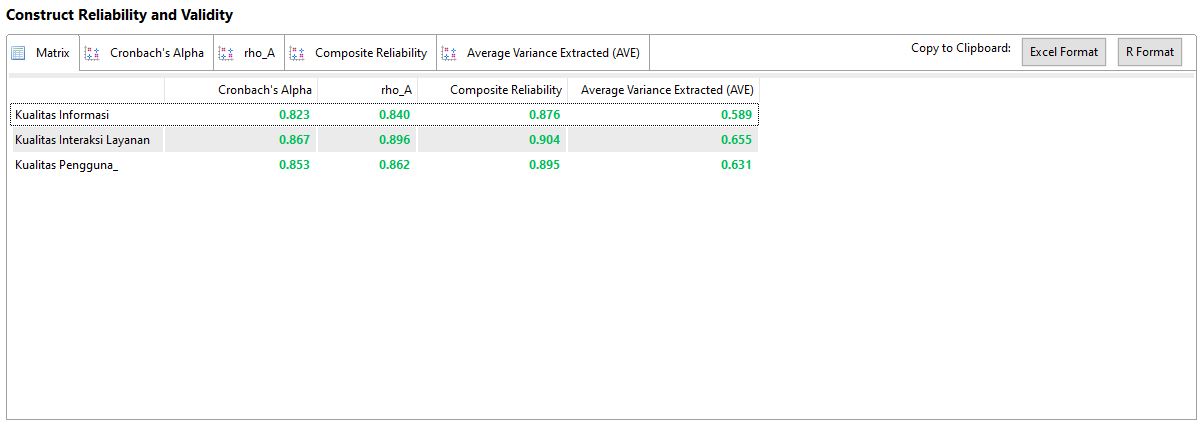 Construct Reliability and Validity
Matrix Cronbach's Alpha rho_A Composite Reliability Average Variance Extracted (AVE) Copy to Clipboard: Excel Format R Format
Cronbach's Alpha rho_A Composite Reliability Average Variance Extracted (AVE)
Kualitas Informasi 0.823 0.840 0.876 0.589
Kualitas Interaksi Layanan 0.867 0.896 0.904 0.655
Kualitas Pengguna_ 0.853 0.862 0.895 0.631